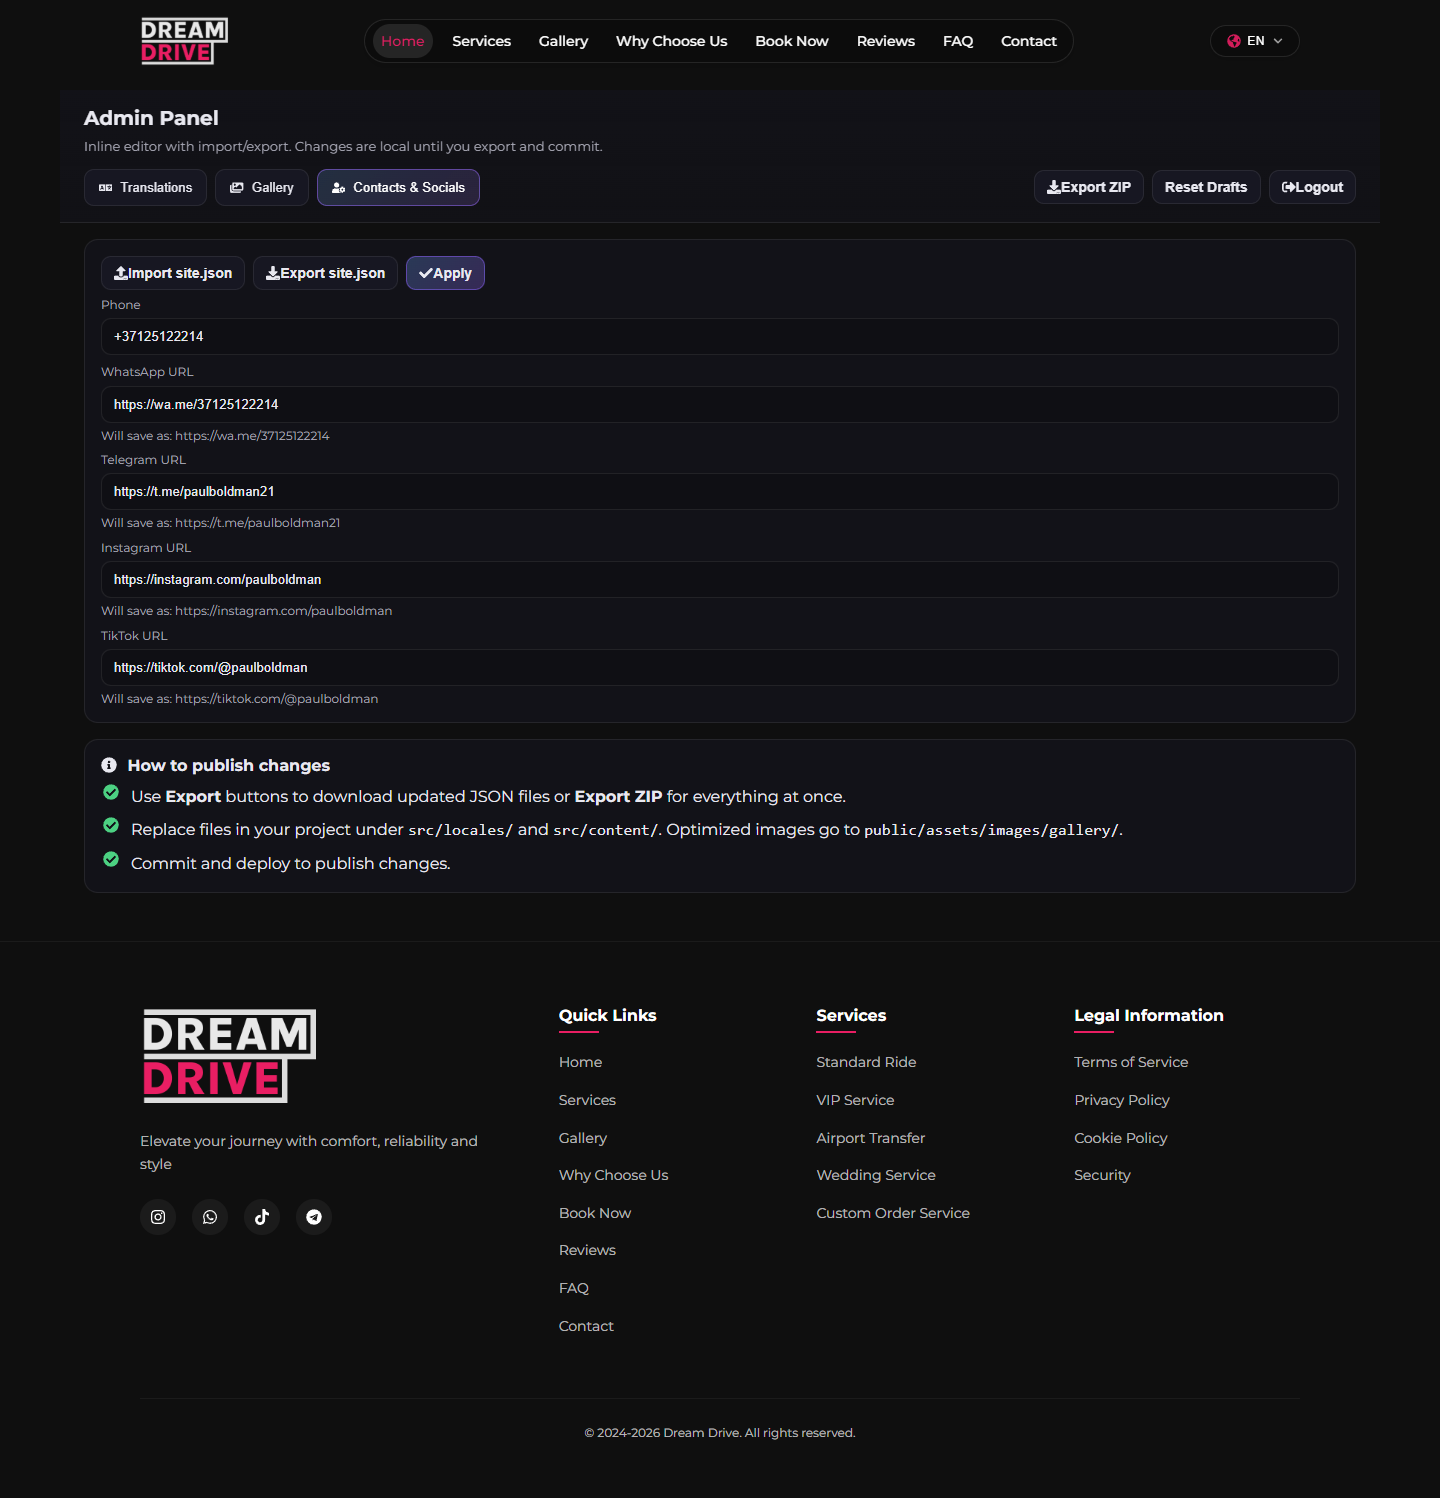 DREAM
DRIVE
Home Services Gallery Why Choose Us Book Now Reviews FAQ Contact
EN
Admin Panel
Inline editor with import/export. Changes are local until you export and commit.
Translations Gallery Contacts & Socials
Export ZIP Reset Drafts Logout
Import site.json Export site.json Apply
Phone
+37125122214
WhatsApp URL
https://wa.me/37125122214
Will save as: https://wa.me/37125122214
Telegram URL
https://t.me/paulboldman21
Will save as: https://t.me/paulboldman21
Instagram URL
https://instagram.com/paulboldman
Will save as: https://instagram.com/paulboldman
TikTok URL
https://tiktok.com/@paulboldman
Will save as: https://tiktok.com/@paulboldman
How to publish changes
Use Export buttons to download updated JSON files or Export ZIP for everything at once.
Replace files in your project under src/locales/ and src/content/. Optimized images go to public/assets/images/gallery/.
Commit and deploy to publish changes.
DREAM
DRIVE
Elevate your journey with comfort, reliability and
style
Quick Links
Home
Services
Gallery
Why Choose Us
Book Now
Reviews
FAQ
Contact
Services
Standard Ride
VIP Service
Airport Transfer
Wedding Service
Custom Order Service
Legal Information
Terms of Service
Privacy Policy
Cookie Policy
Security
© 2024-2026 Dream Drive. All rights reserved.